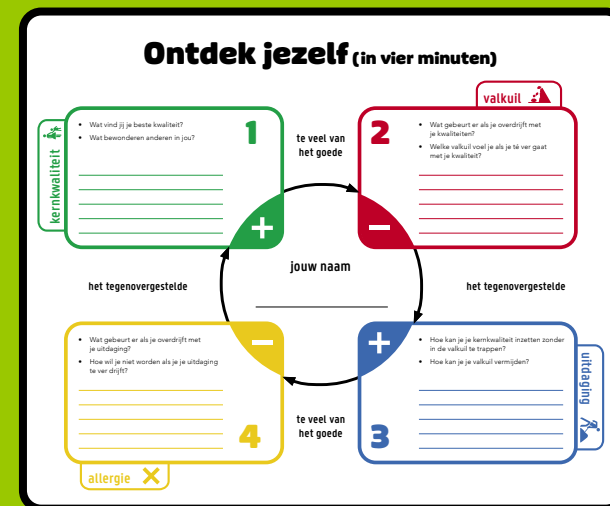 Ontdek jezelf (in vier minuten)
kernkwaliteit
• Wat vind jij je beste kwaliteit?
• Wat bewonderen anderen in jou?
1
+
te veel van
het goede
valkuil
2
• Wat gebeurt er als je overdrijft met
je kwaliteiten?
• Welke valkuil voel je als je té ver gaat
met je kwaliteit?
−
het tegenovergestelde
jouw naam
het tegenovergestelde
• Wat gebeurt er als je overdrijft met
je uitdaging?
• Hoe wil je niet worden als je je uitdaging
te ver drijft?
−
4
allergie
te veel van
het goede
+
3
• Hoe kan je je kernkwaliteit inzetten zonder
in de valkuil te trappen?
• Hoe kan je je valkuil vermijden?
uitdaging